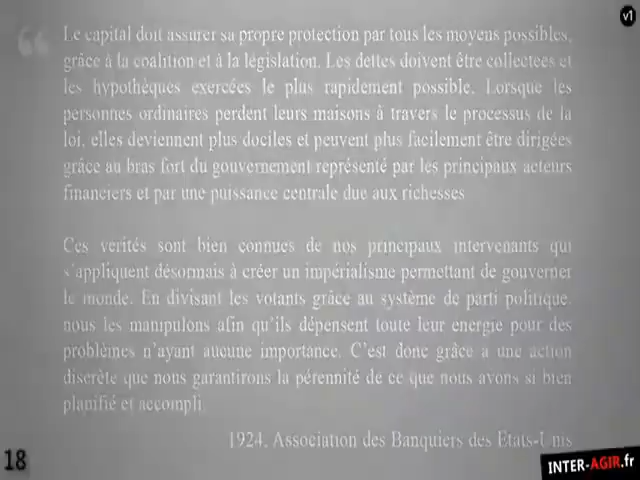 v1
“
Le capital doit assurer sa propre protection par tous les moyens possibles,
grâce à la coalition et à la législation. Les dettes doivent être collectées et
les hypothèques exercées le plus rapidement possible. Lorsque les
personnes ordinaires perdent leurs maisons à travers le processus de la
loi, elles deviennent plus dociles et peuvent plus facilement être dirigées
grâce au bras fort du gouvernement représenté par les principaux acteurs
financiers et par une puissance centrale due aux richesses
Ces verités sont bien connues de nos principaux intervenants qui
s'appliquent désormais à créer un impérialisme permettant de gouverner
le monde. En divisant les votants grâce au système de parti politique,
nous les manipulons afin qu'ils dépensent toute leur energie pour des
problèmes n'ayant aucune importance. C'est donc grâce a une action
discrète que nous garantirons la pérennité de ce que nous avons si bien
planifié et accompli
1924, Association des Banquiers des Etats-Unis
18
INTER-AGIR.fr